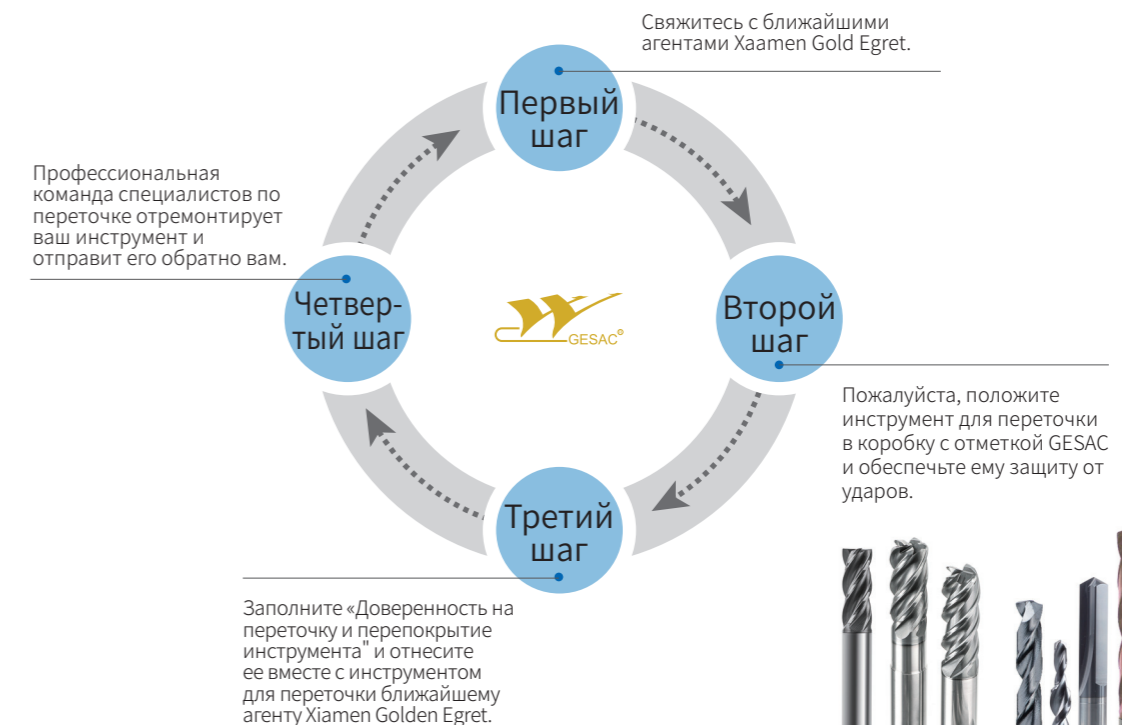 Свяжитесь с ближайшими
агентами Xaamen Gold Egret.
Первый
шаг
Профессиональная
команда специалистов по
переточке отремонтирует
ваш инструмент и
отправит его обратно вам.
Четвер-
тый шаг
GESAC®
Второй
шаг
Пожалуйста, положите
инструмент для переточки
в коробку с отметкой GESAC
и обеспечьте ему защиту от
ударов.
Третий
шаг
Заполните «Доверенность на
переточку и перепокрытие
инструмента" и отнесите
ее вместе с инструментом
для переточки ближайшему
агенту Xiamen Golden Egret.